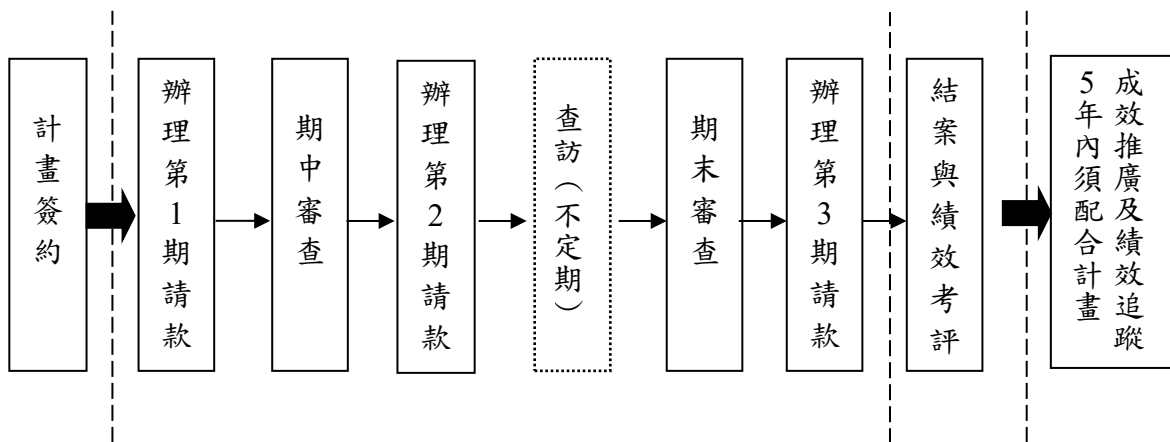 計畫簽約
辦理第1期請款
期中審查
辦理第2期請款
查訪（不定期）
期末審查
辦理第3期請款
結案與績效考評
5年內須配合計畫
成效推廣及績效追蹤